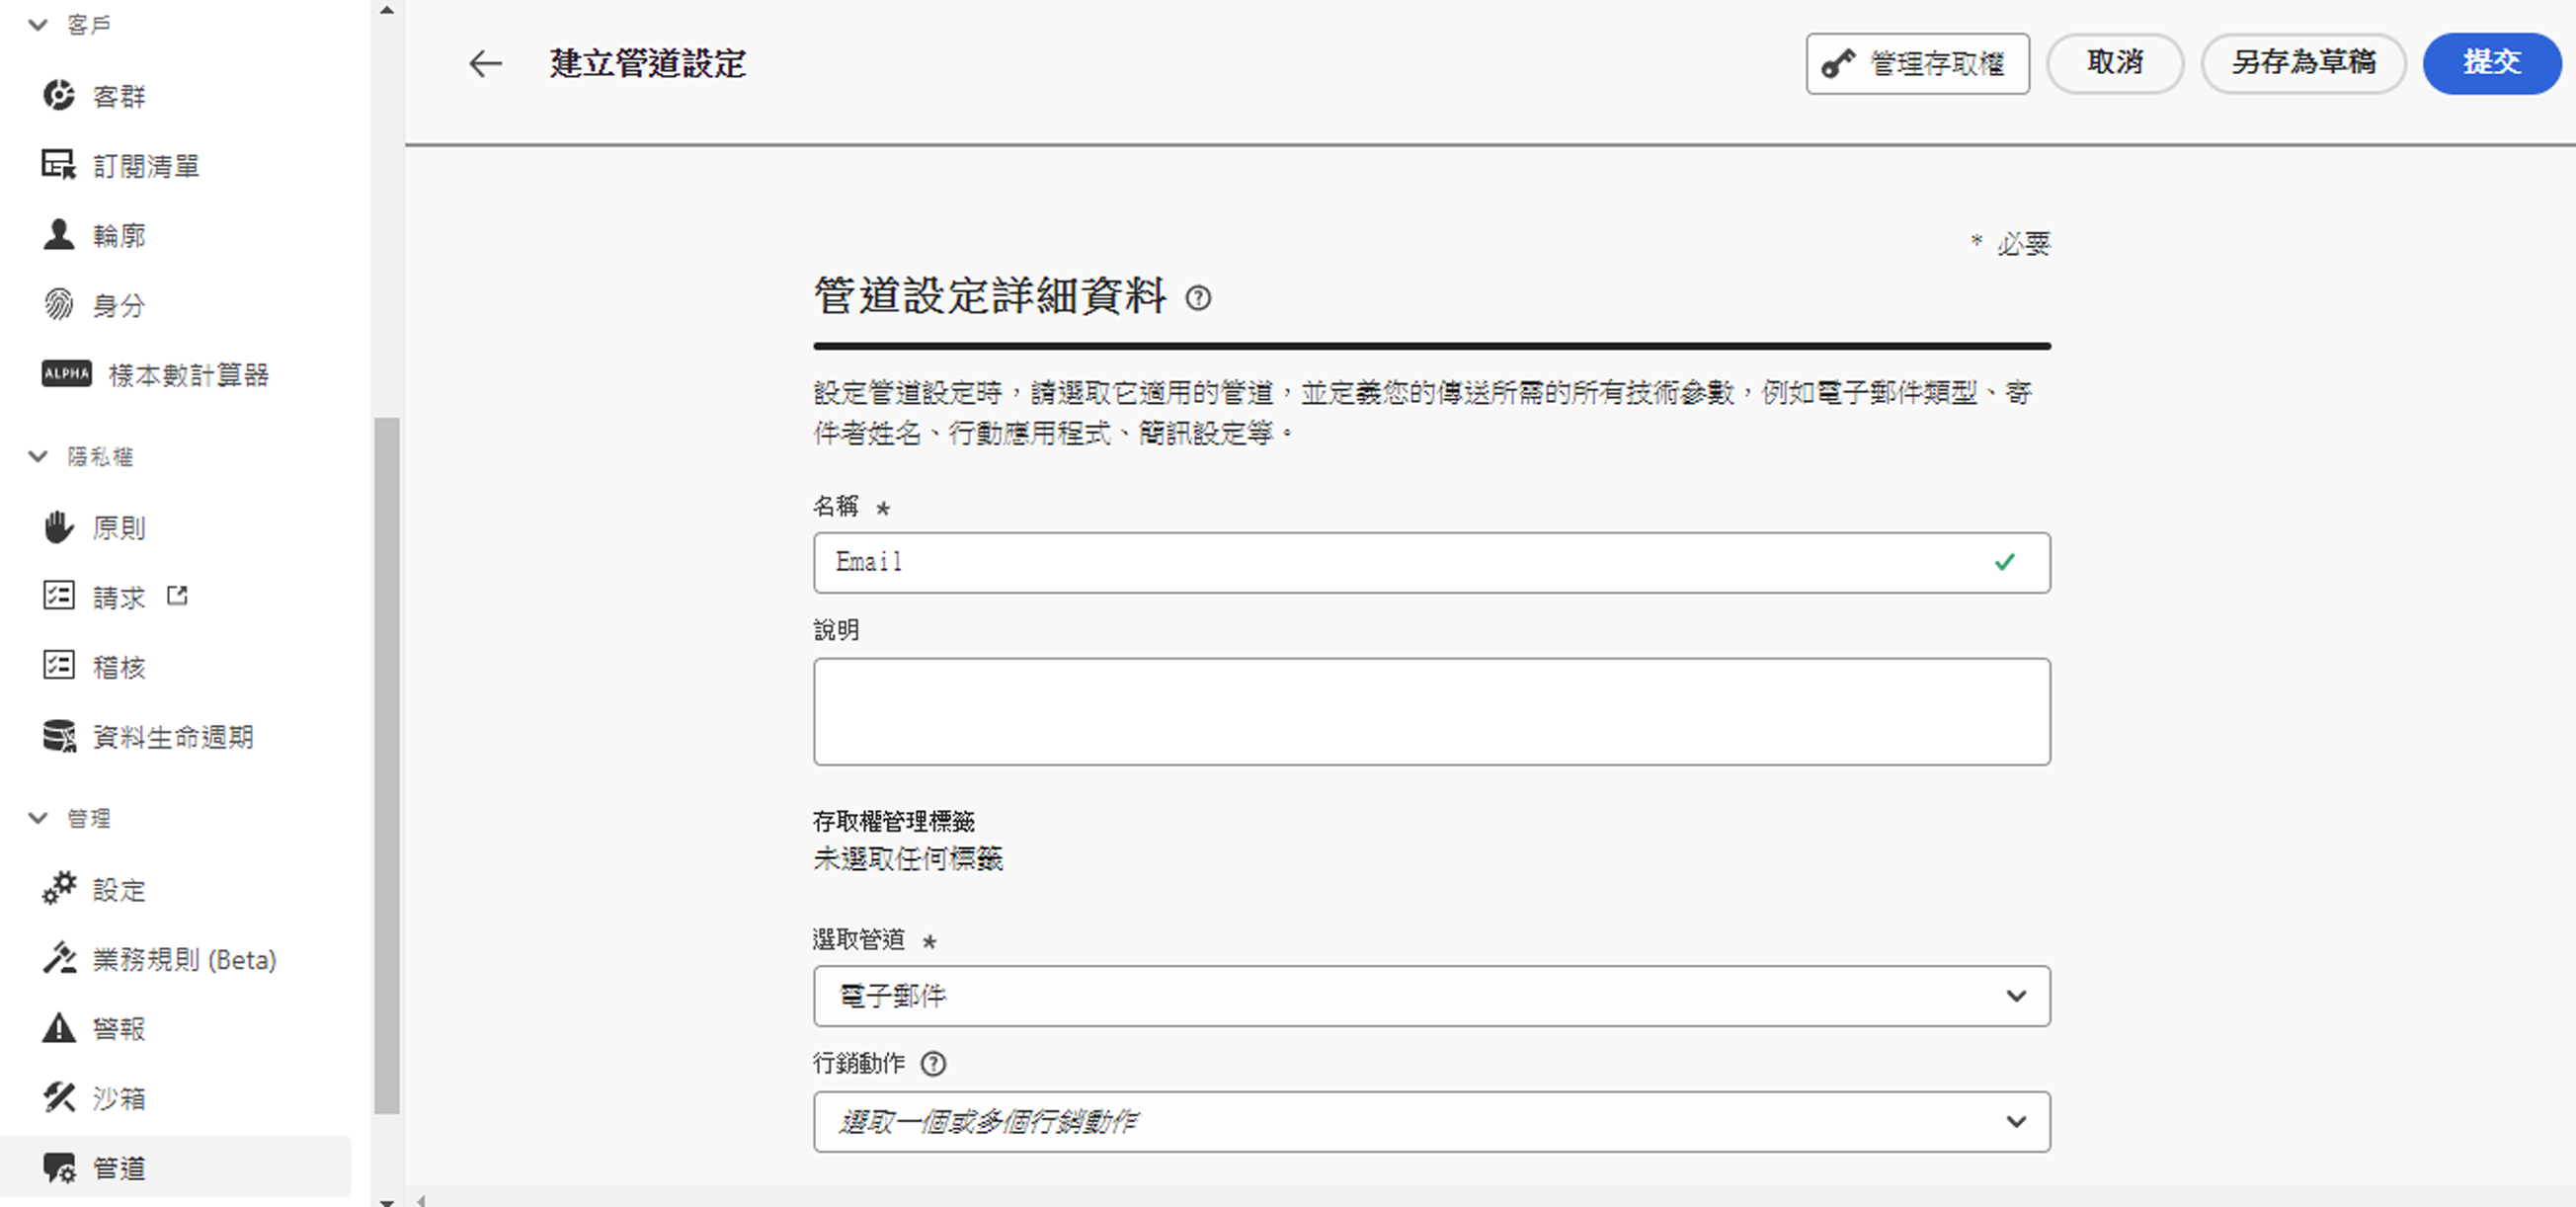 客戶
客群
訂閱清單
輪廓
身分
ALPHA 樣本數計算器
隱私權
原則
請求
稽核
資料生命週期
管理
設定
業務規則 (Beta)
警報
沙箱
管道
建立管道設定
管理存取權
取消
另存為草稿
提交
* 必要
管道設定詳細資料
設定管道設定時，請選取它適用的管道，並定義您的傳送所需的所有技術參數，例如電子郵件類型、寄
件者姓名、行動應用程式、簡訊設定等。
名稱 *
Email
說明
存取權管理標籤
未選取任何標籤
選取管道 *
電子郵件
行銷動作
選取一個或多個行銷動作